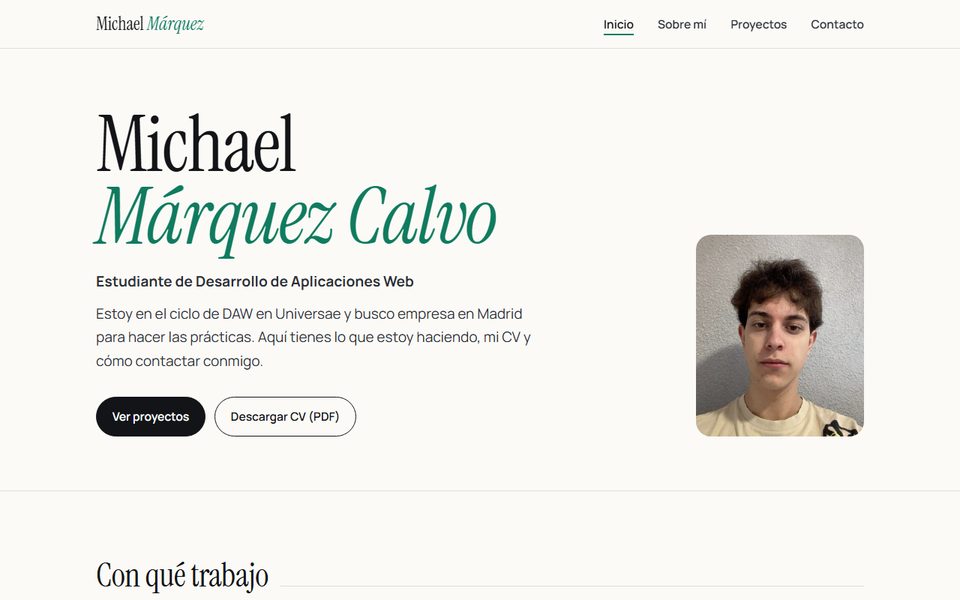 Michael Márquez
Inicio Sobre mí Proyectos Contacto
Michael
Márquez Calvo
Estudiante de Desarrollo de Aplicaciones Web
Estoy en el ciclo de DAW en Universae y busco empresa en Madrid
para hacer las prácticas. Aquí tienes lo que estoy haciendo, mi CV y
cómo contactar conmigo.
Ver proyectos Descargar CV (PDF)
Con qué trabajo